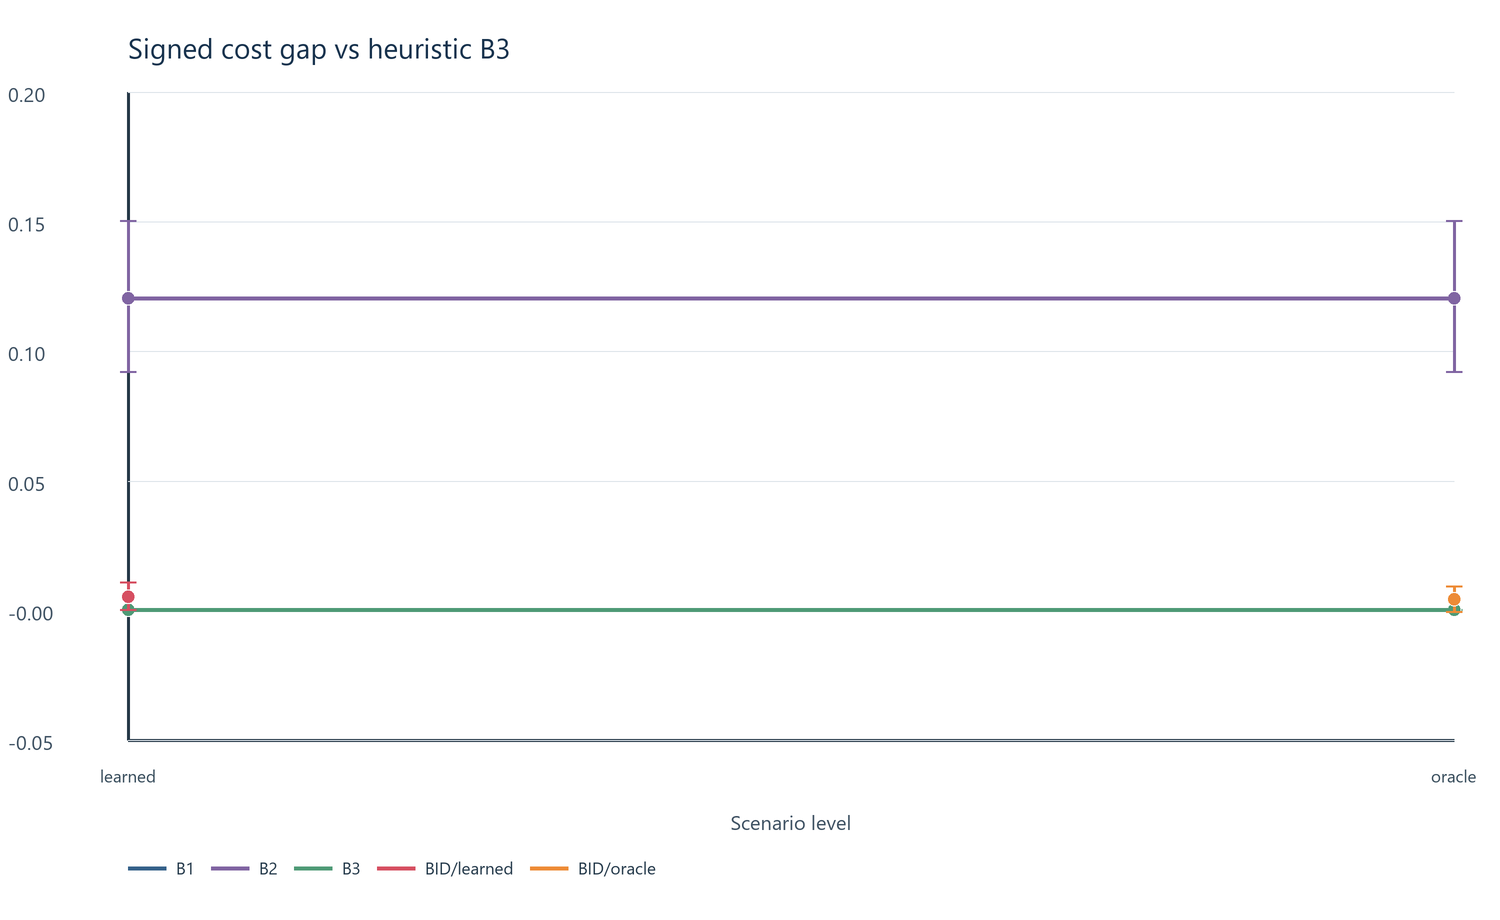 Signed cost gap vs heuristic B3
0.20
0.15
0.10
0.05
-0.00
-0.05
learned oracle
Scenario level
B1 B2 B3 BID/learned BID/oracle